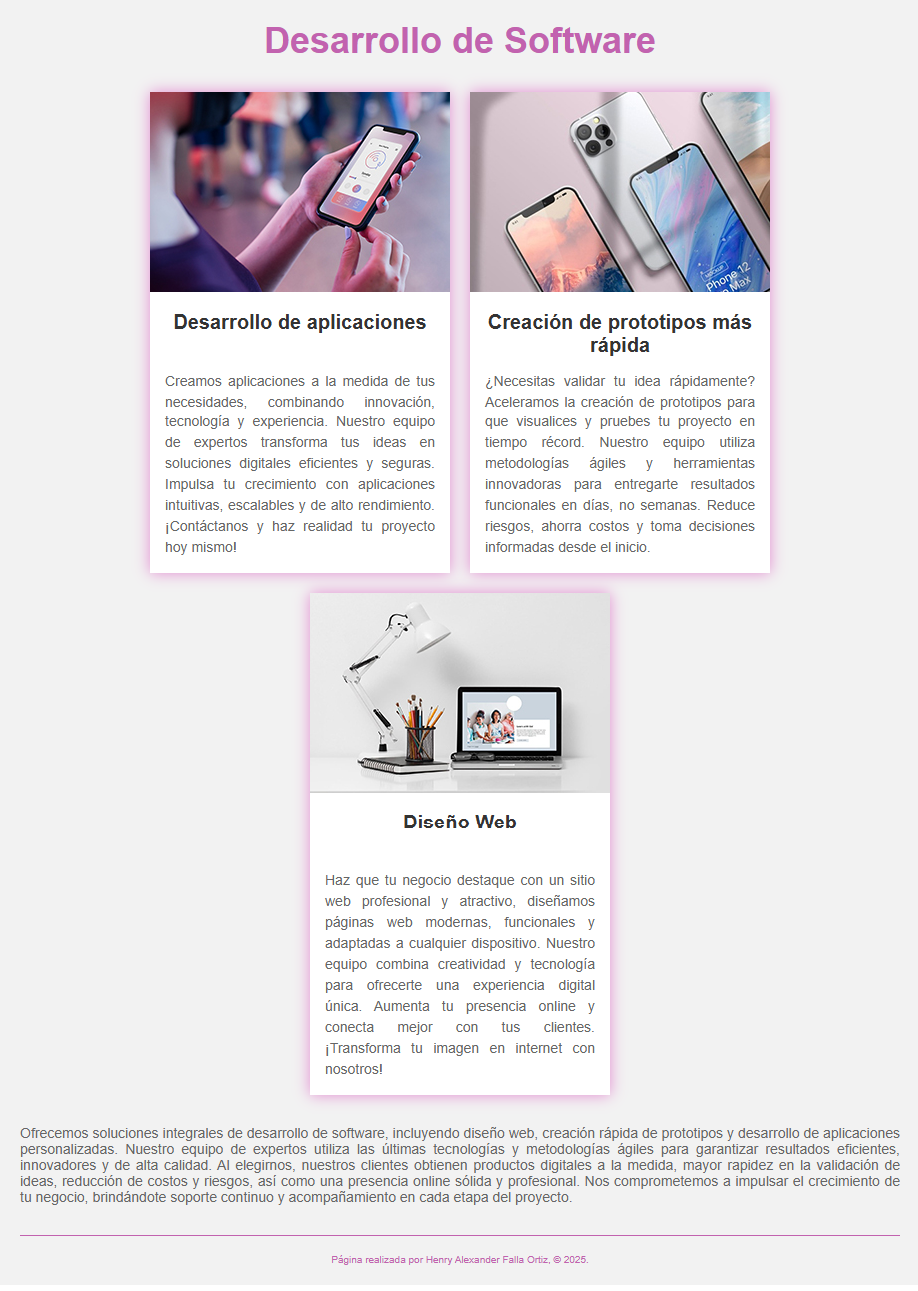 Desarrollo de Software
Phone 12
Max
Desarrollo de aplicaciones
Creamos aplicaciones a la medida de tus
necesidades, combinando innovación,
tecnología y experiencia. Nuestro equipo
de expertos transforma tus ideas en
soluciones digitales eficientes y seguras.
Impulsa tu crecimiento con aplicaciones
intuitivas, escalables y de alto rendimiento.
¡Contáctanos y haz realidad tu proyecto
hoy mismo!
Creación de prototipos más
rápida
¿Necesitas validar tu idea rápidamente?
Aceleramos la creación de prototipos para
que visualices y pruebes tu proyecto en
tiempo récord. Nuestro equipo utiliza
metodologías ágiles y herramientas
innovadoras para entregarte resultados
funcionales en días, no semanas. Reduce
riesgos, ahorra costos y toma decisiones
informadas desde el inicio.
Diseño Web
Haz que tu negocio destaque con un sitio
web profesional y atractivo, diseñamos
páginas web modernas, funcionales y
adaptadas a cualquier dispositivo. Nuestro
equipo combina creatividad y tecnología
para ofrecerte una experiencia digital
única. Aumenta tu presencia online y
conecta mejor con tus clientes.
¡Transforma tu imagen en internet con
nosotros!
Ofrecemos soluciones integrales de desarrollo de software, incluyendo diseño web, creación rápida de prototipos y desarrollo de aplicaciones
personalizadas. Nuestro equipo de expertos utiliza las últimas tecnologías y metodologías ágiles para garantizar resultados eficientes,
innovadores y de alta calidad. Al elegirnos, nuestros clientes obtienen productos digitales a la medida, mayor rapidez en la validación de
ideas, reducción de costos y riesgos, así como una presencia online sólida y profesional. Nos comprometemos a impulsar el crecimiento de
tu negocio, brindándote soporte continuo y acompañamiento en cada etapa del proyecto.
Página realizada por Henry Alexander Falla Ortiz, © 2025.